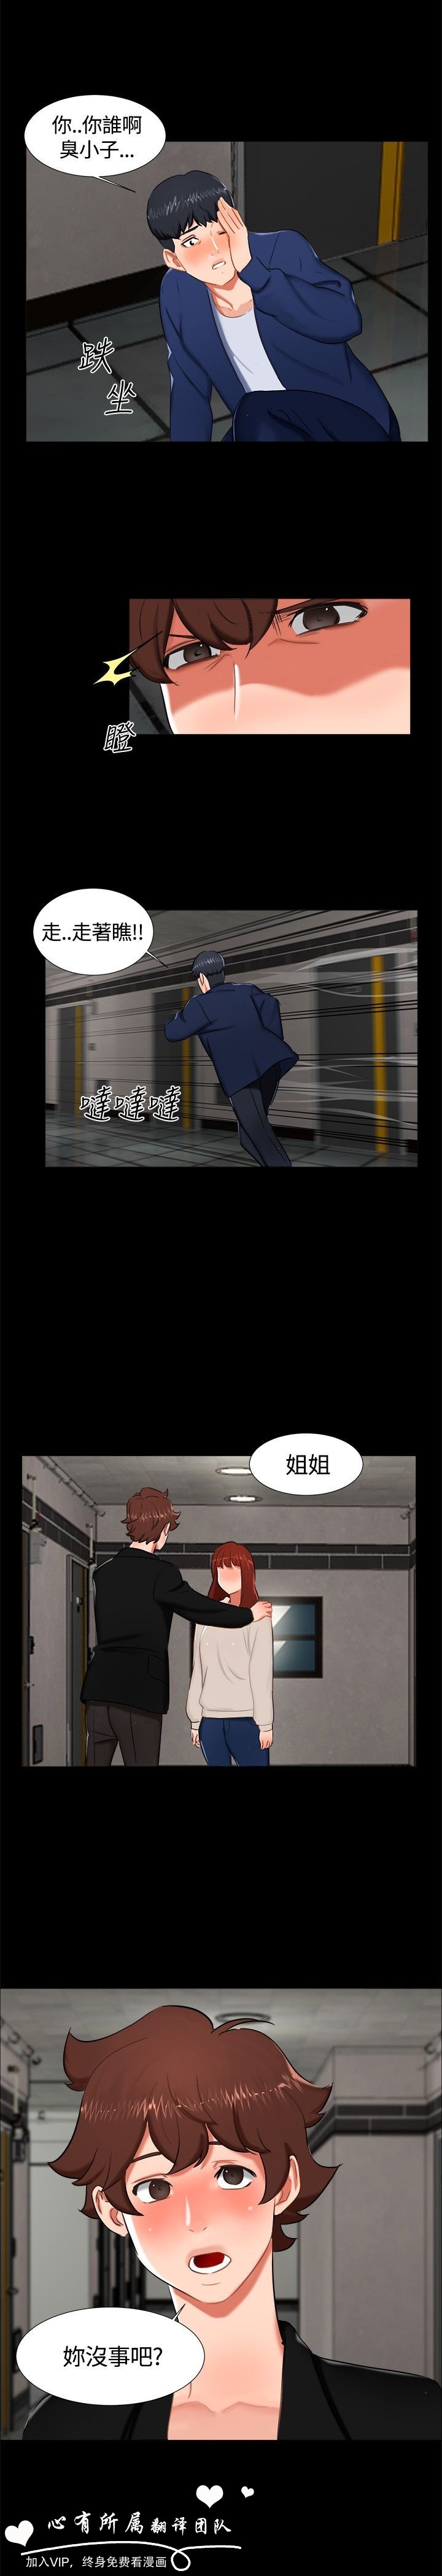 你..你誰啊
臭小子...
跌
坐
瞪
走..走著瞧!!
噠噠噠
姐姐
妳沒事吧?
心有所属翻译团队
加入VIP，终身免费看漫画